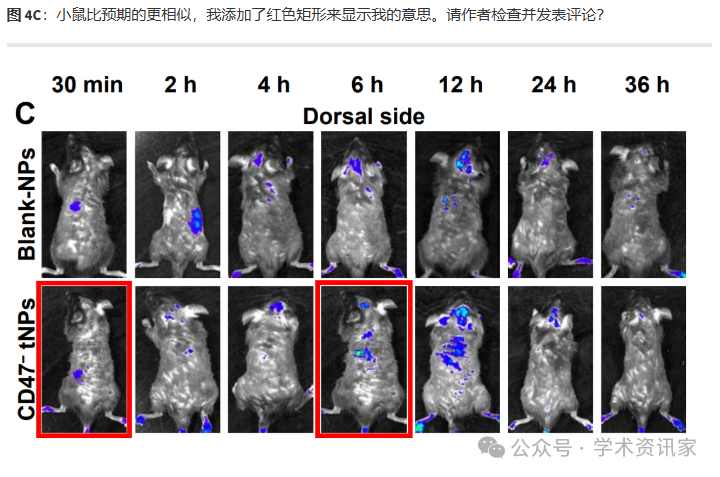 图 4C：小鼠比预期的更相似，我添加了红色矩形来显示我的意思。请作者检查并发表评论？
30 min 2 h 4 h 6 h 12 h 24 h 36 h
C
Dorsal side
Blank-NPs
CD47⁻ tNPs
公众号 · 学术资讯家